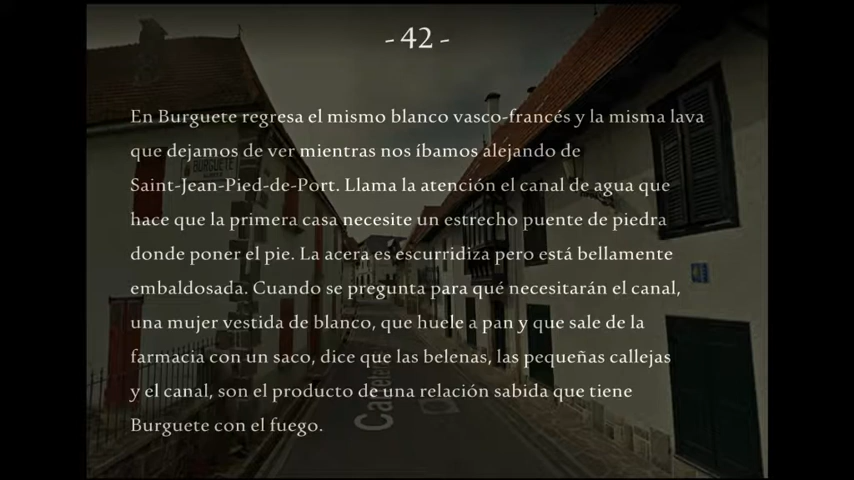 - 42 -
En Burguete regresa el mismo blanco vasco-francés y la misma lava
que dejamos de ver mientras nos íbamos alejando de
Saint-Jean-Pied-de-Port. Llama la atención el canal de agua que
hace que la primera casa necesite un estrecho puente de piedra
donde poner el pie. La acera es escurridiza pero está bellamente
embaldosada. Cuando se pregunta para qué necesitarán el canal,
una mujer vestida de blanco, que huele a pan y que sale de la
farmacia con un saco, dice que las belenas, las pequeñas callejas
y el canal, son el producto de una relación sabida que tiene
Burguete con el fuego.
BURGUETE